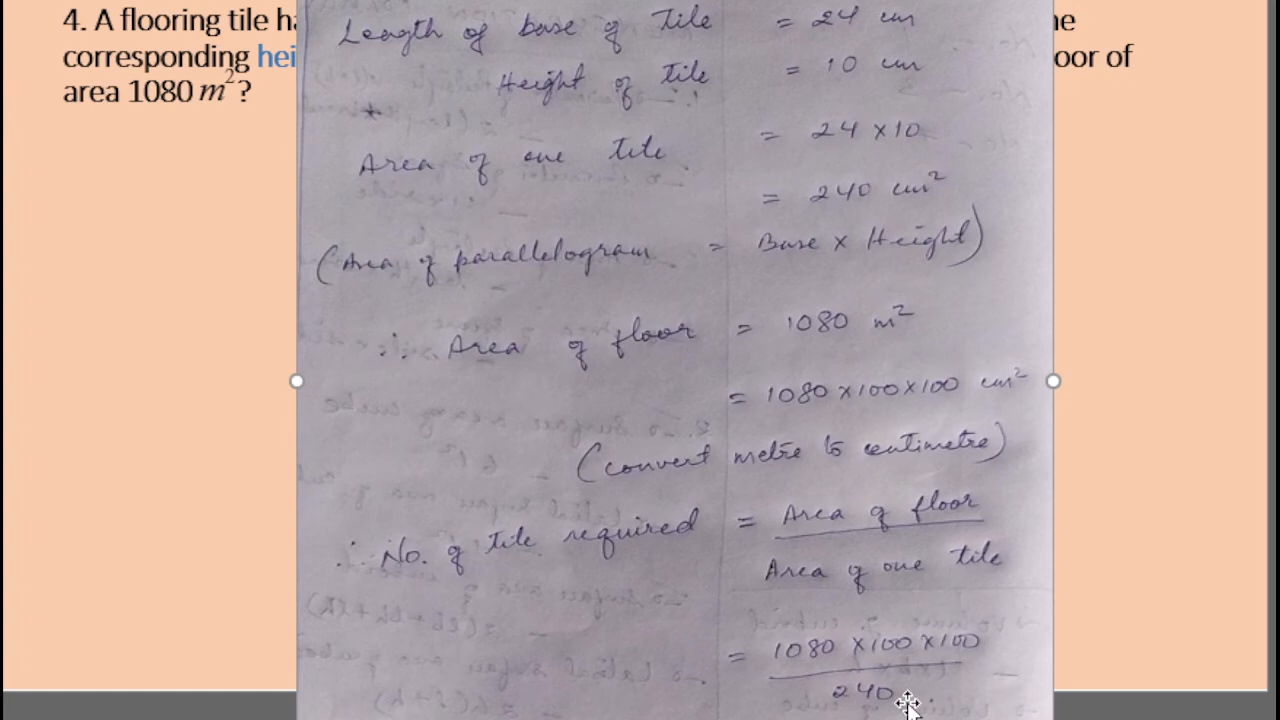 4. A flooring tile ha
he
corresponding hei
oor of
area 1080 m²?
Length of base of tile = 24 cm
Height of tile = 10 cm
Area of one tile = 24 × 10
= 240 cm²
(Area of parallelogram = Base × Height)
∴ Area of floor = 1080 m²
= 1080 × 100 × 100 cm²
(convert metre to centimetre)
∴ No. of tile required = Area of floor
Area of one tile
= 1080 × 100 × 100
240